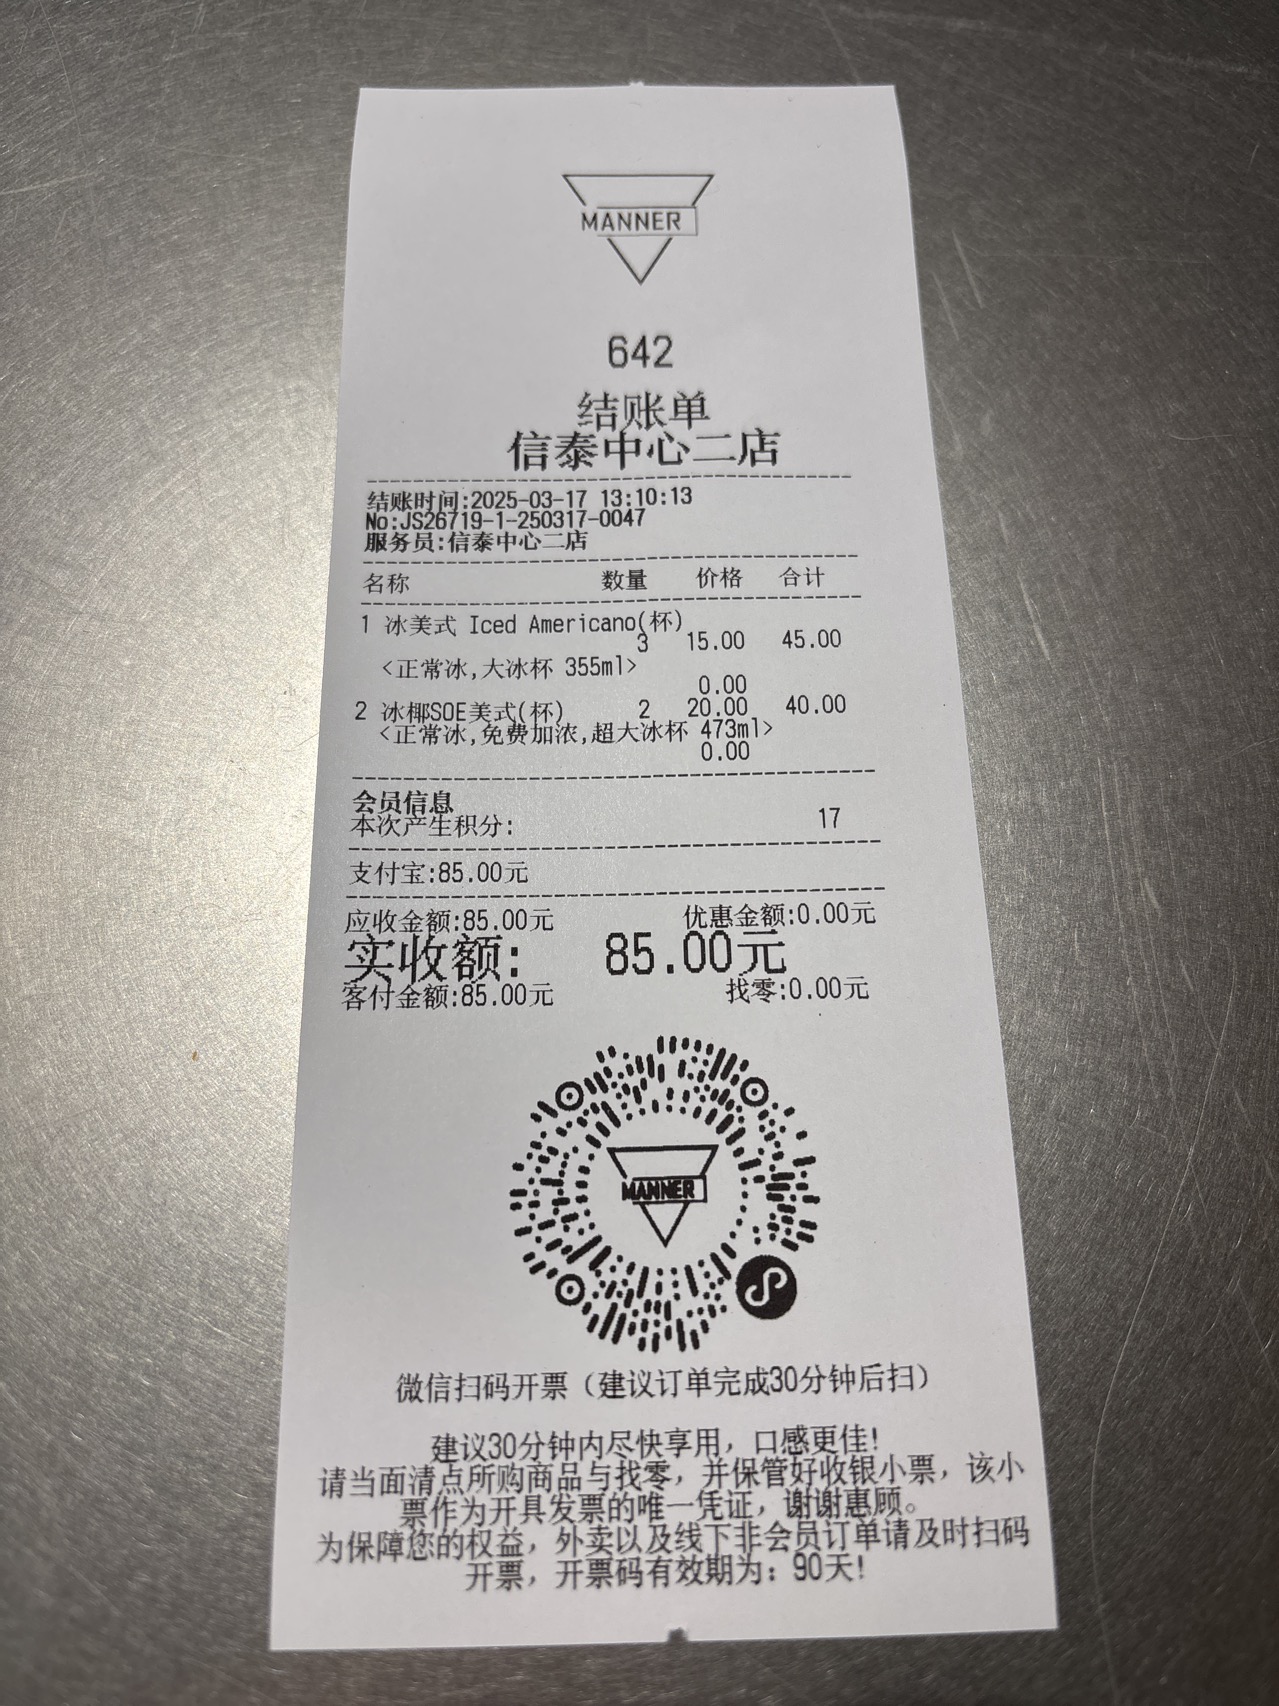 MANNER
642
结账单
信泰中心二店
结账时间:2025-03-17 13:10:13
No:JS26719-1-250317-0047
服务员:信泰中心二店
名称 数量 价格 合计
1 冰美式 Iced Americano(杯)
3 15.00 45.00
<正常冰,大冰杯 355ml>
0.00
2 冰椰SOE美式(杯) 2 20.00 40.00
<正常冰,免费加浓,超大冰杯 473ml>
0.00
会员信息
本次产生积分: 17
支付宝:85.00元
应收金额:85.00元 优惠金额:0.00元
实收额: 85.00元
客付金额:85.00元 找零:0.00元
MANNER
微信扫码开票（建议订单完成30分钟后扫）
建议30分钟内尽快享用，口感更佳!
请当面清点所购商品与找零，并保管好收银小票，该小
票作为开具发票的唯一凭证，谢谢惠顾。
为保障您的权益，外卖以及线下非会员订单请及时扫码
开票，开票码有效期为：90天!